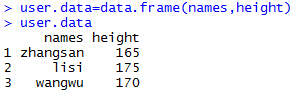 > user.data=data.frame(names,height)
> user.data
     names height
1 zhangsan    165
2     lisi    175
3   wangwu    170